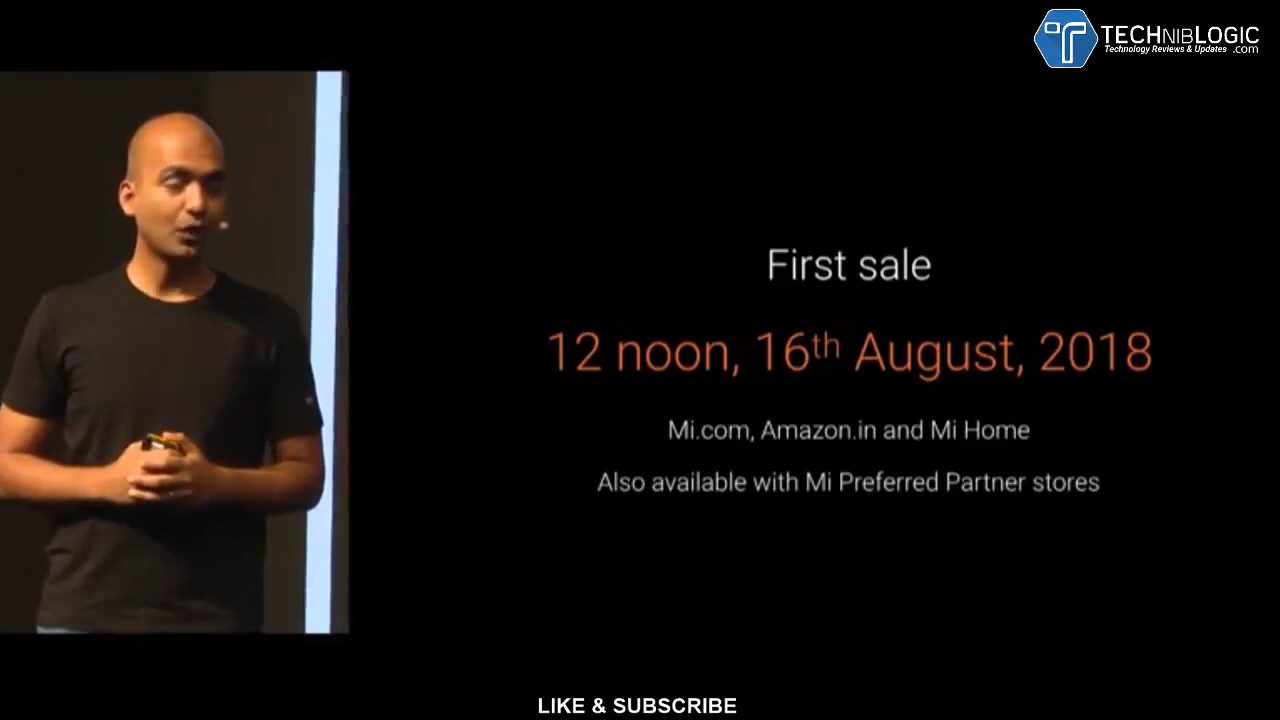 TECHNIBLOGIC
Technology Reviews & Updates .com
First sale
12 noon, 16th August, 2018
Mi.com, Amazon.in and Mi Home
Also available with Mi Preferred Partner stores
LIKE & SUBSCRIBE